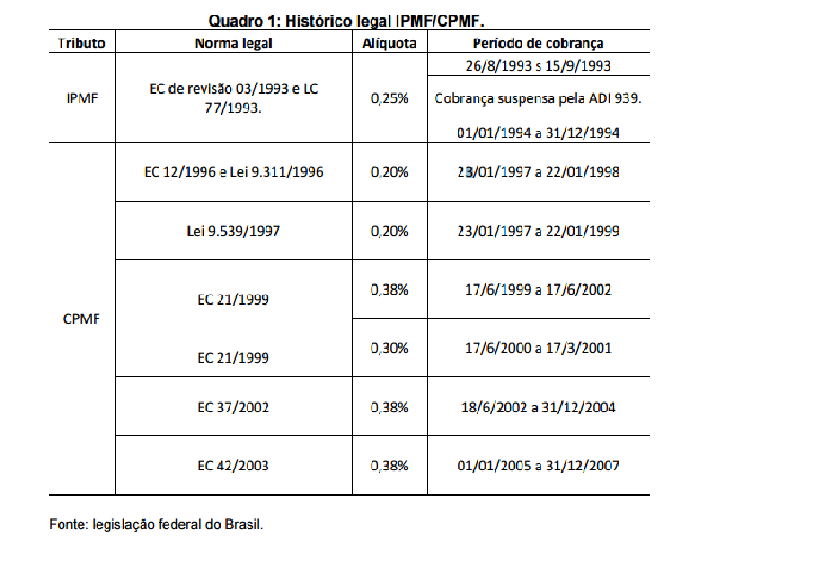 Quadro 1: Histórico legal IPMF/CPMF.
Tributo Norma legal Alíquota Período de cobrança
26/8/1993 s 15/9/1993
IPMF EC de revisão 03/1993 e LC 77/1993. 0,25% Cobrança suspensa pela ADI 939.
01/01/1994 a 31/12/1994
EC 12/1996 e Lei 9.311/1996 0,20% 23/01/1997 a 22/01/1998
Lei 9.539/1997 0,20% 23/01/1997 a 22/01/1999
CPMF
EC 21/1999 0,38% 17/6/1999 a 17/6/2002
EC 21/1999 0,30% 17/6/2000 a 17/3/2001
EC 37/2002 0,38% 18/6/2002 a 31/12/2004
EC 42/2003 0,38% 01/01/2005 a 31/12/2007
Fonte: legislação federal do Brasil.